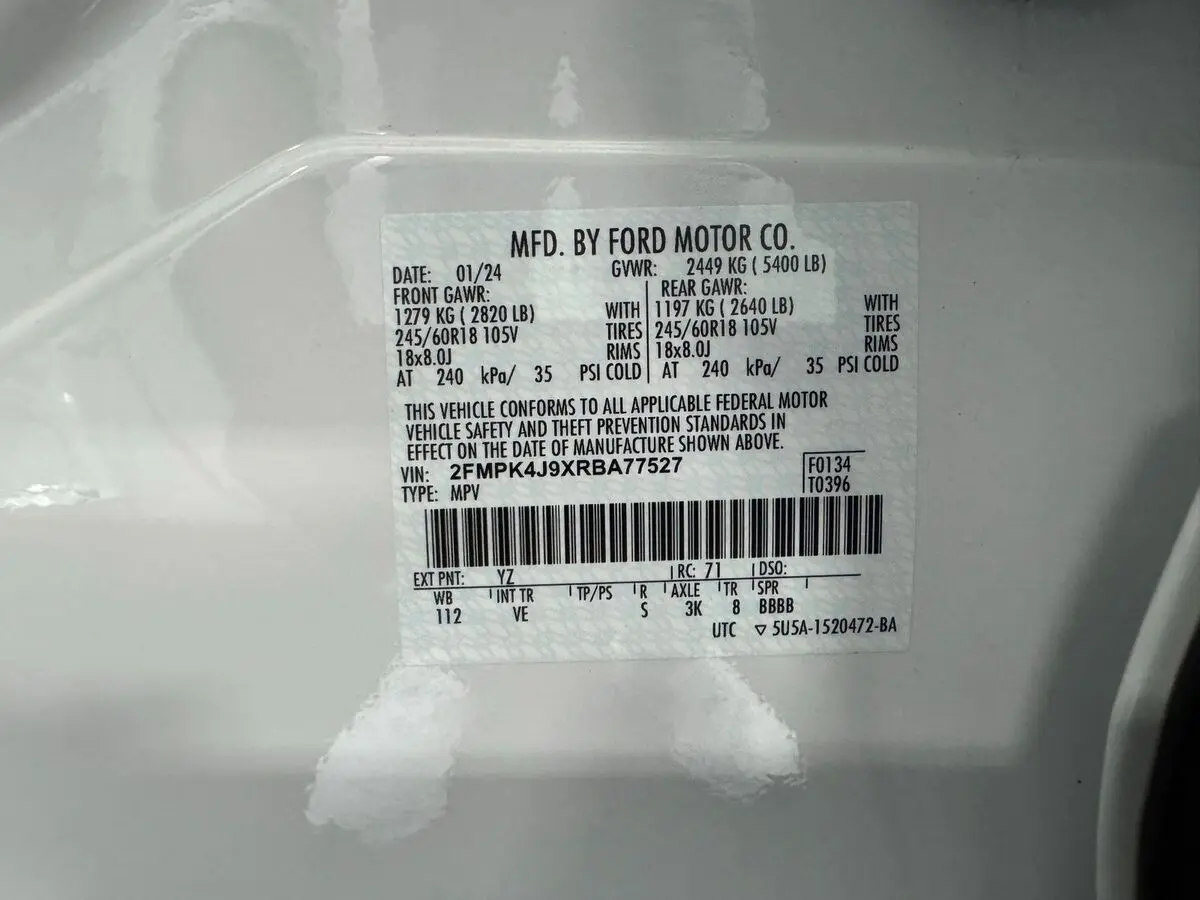 MFD. BY FORD MOTOR CO.
DATE: 01/24 GVWR: 2449 KG ( 5400 LB)
FRONT GAWR: REAR GAWR:
1279 KG ( 2820 LB) WITH 1197 KG ( 2640 LB) WITH
245/60R18 105V TIRES 245/60R18 105V TIRES
18x8.0J RIMS 18x8.0J RIMS
AT 240 kPa/ 35 PSI COLD AT 240 kPa/ 35 PSI COLD
THIS VEHICLE CONFORMS TO ALL APPLICABLE FEDERAL MOTOR
VEHICLE SAFETY AND THEFT PREVENTION STANDARDS IN
EFFECT ON THE DATE OF MANUFACTURE SHOWN ABOVE.
VIN: 2FMPK4J9XRBA77527 F0134
TYPE: MPV T0396
EXT PNT: YZ RC: 71 DSO:
WB INT TR TP/PS R AXLE TR SPR
112 VE S 3K 8 BBBB
UTC ▽ 5U5A-1520472-BA